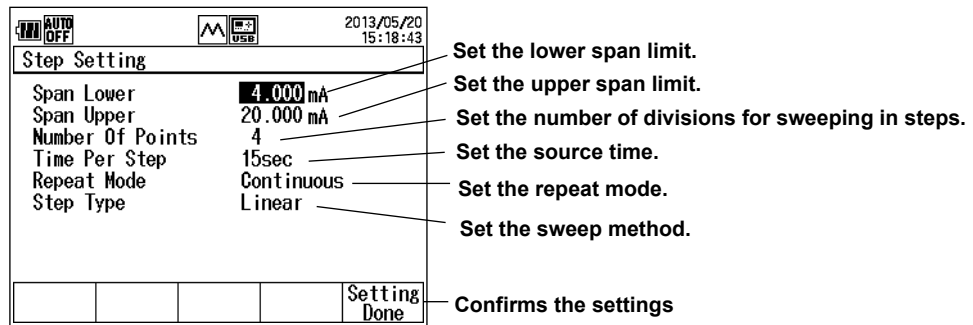 AUTO OFF USB 2013/05/20
15:18:43
Step Setting
Span Lower 4.000 mA
Span Upper 20.000 mA
Number Of Points 4
Time Per Step 15sec
Repeat Mode Continuous
Step Type Linear
Setting
Done
Set the lower span limit.
Set the upper span limit.
Set the number of divisions for sweeping in steps.
Set the source time.
Set the repeat mode.
Set the sweep method.
Confirms the settings